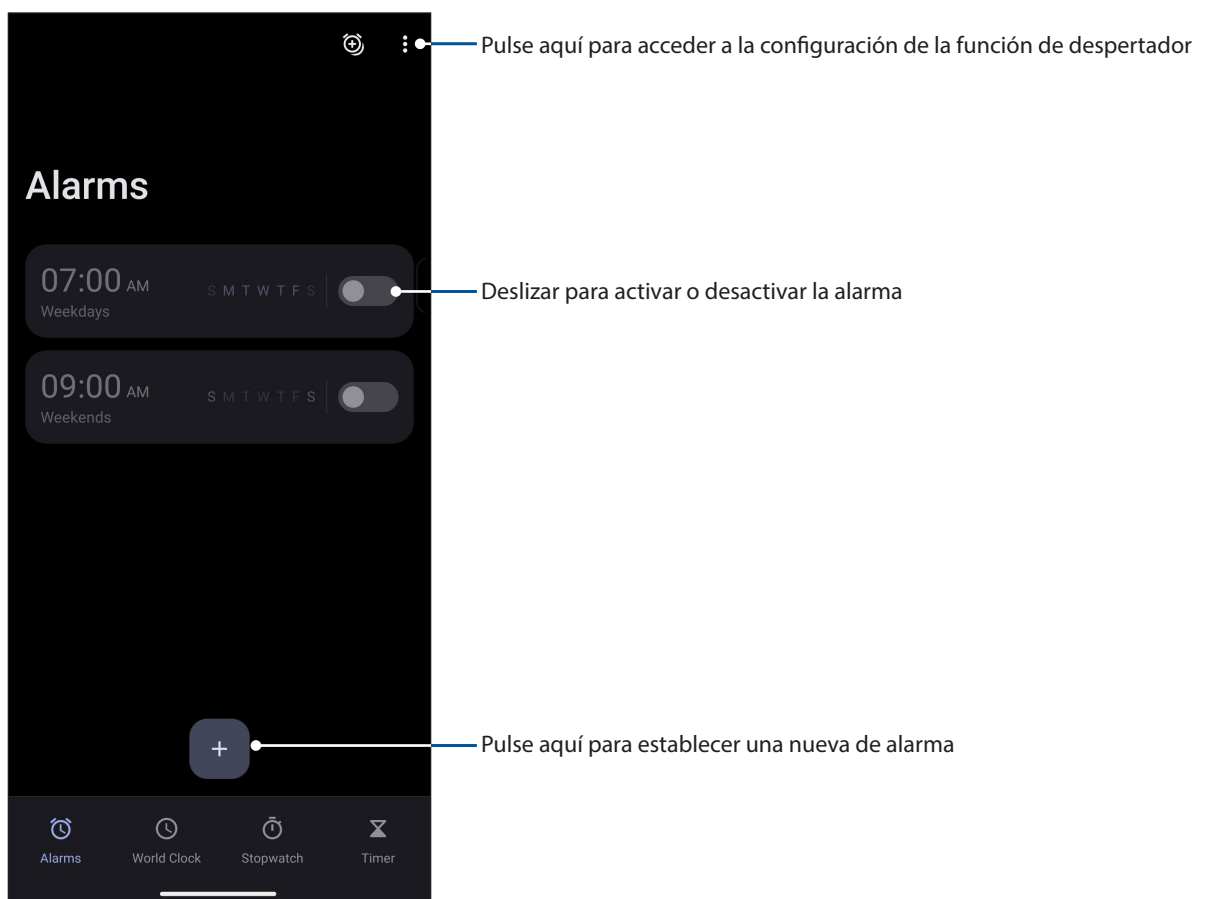 Pulse aquí para acceder a la configuración de la función de despertador
Alarms
07:00 AM
S M T W T F S
Weekdays
Deslizar para activar o desactivar la alarma
09:00 AM
S M T W T F S
Weekends
+
Pulse aquí para establecer una nueva de alarma
Alarms
World Clock
Stopwatch
Timer